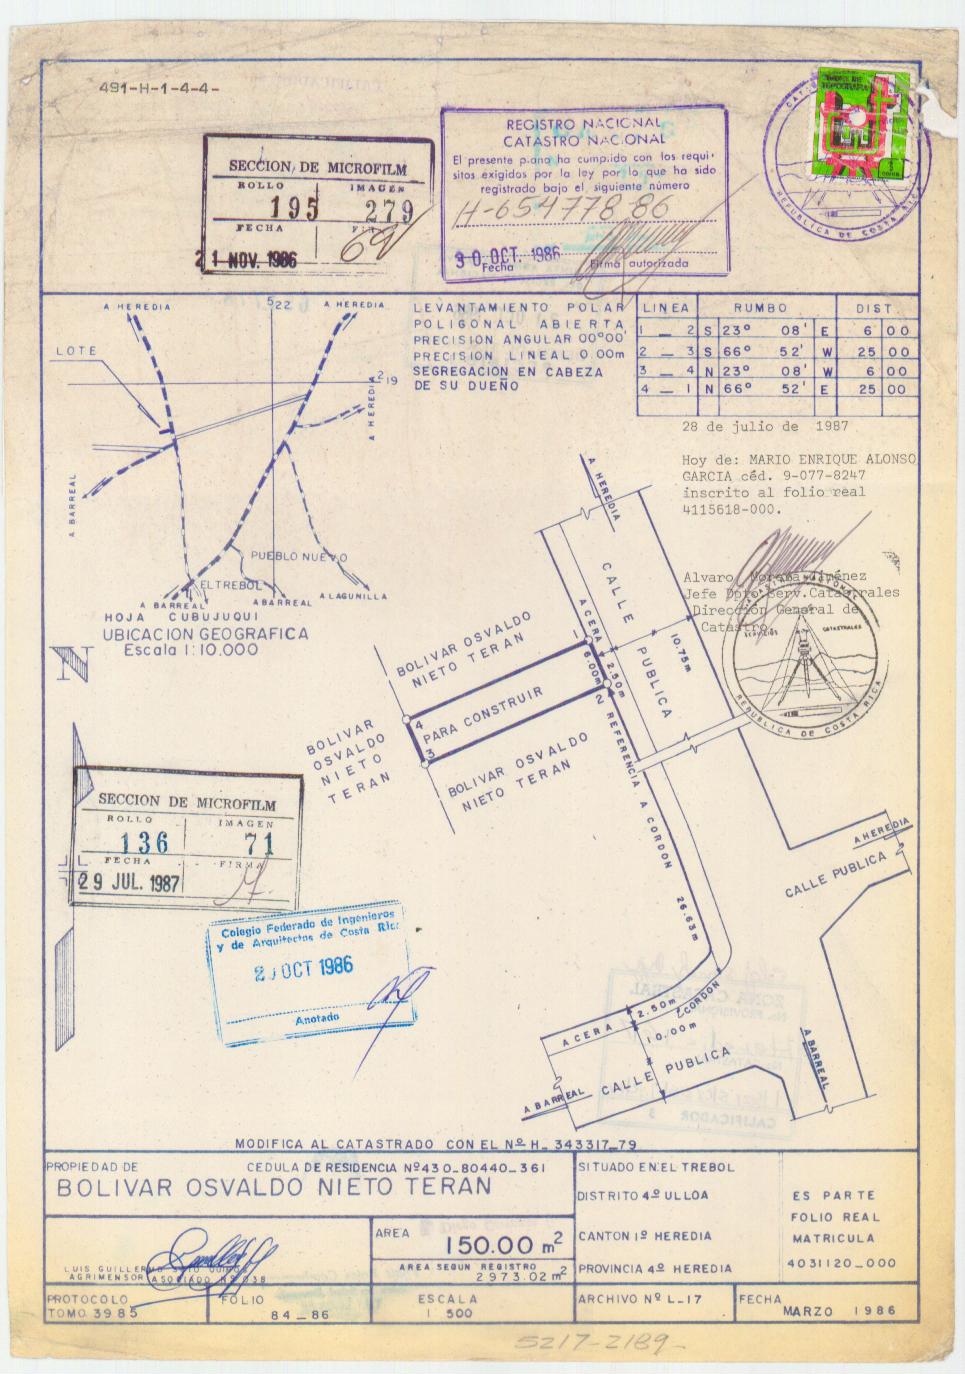 491-H-1-4-4-
SECCION DE MICROFILM
ROLLO IMAGEN
195 279
FECHA FIRMA
21 NOV. 1986
REGISTRO NACIONAL
CATASTRO NACIONAL
El presente plano ha cumplido con los requi-
sitos exigidos por la ley por lo que ha sido
registrado bajo el siguiente número
H-654778-86
30 OCT. 1986
Fecha Firma autorizada
REPUBLICA DE COSTA RICA
A HEREDIA
522
A HEREDIA
LOTE
219
A HEREDIA
A BARREAL
PUEBLO NUEVO
EL TREBOL
A BARREAL
A BARREAL
A LAGUNILLA
HOJA CUBUJUQUI
UBICACION GEOGRAFICA
Escala 1:10,000
LEVANTAMIENTO POLAR
POLIGONAL ABIERTA
PRECISION ANGULAR 00°00'
PRECISION LINEAL 0.00m
SEGREGACION EN CABEZA
DE SU DUEÑO
LINEA RUMBO DIST
1 _ 2 S 23° 08' E 6 00
2 _ 3 S 66° 52' W 25 00
3 _ 4 N 23° 08' W 6 00
4 _ 1 N 66° 52' E 25 00
28 de julio de 1987
Hoy de: MARIO ENRIQUE ALONSO
GARCIA céd. 9-077-8247
inscrito al folio real
4115618-000.
Alvaro Jiménez
Jefe Dpto.Serv.Catastrales
Dirección General de
Catastro
SERVICIOS CATASTRALES
REPUBLICA DE COSTA RICA
N
A HEREDIA
CALLE PUBLICA
ACERA
10.75m
2.50m
6.00m
1
2
3
4
PARA CONSTRUIR
BOLIVAR OSVALDO
NIETO TERAN
BOLIVAR
OSVALDO
NIETO
TERAN
BOLIVAR OSVALDO
NIETO TERAN
REFERENCIA A CORDON 26.63m
A HEREDIA
CALLE PUBLICA
SECCION DE MICROFILM
ROLLO IMAGEN
136 71
FECHA FIRMA
29 JUL. 1987
Colegio Federado de Ingenieros
y de Arquitectos de Costa Rica
OCT 1986
Anotado
ACERA
2.50m
CORDON
10.00m
CALLE PUBLICA
A BARREAL
A BARREAL
MODIFICA AL CATASTRADO CON EL Nº H_343317_79
PROPIEDAD DE CEDULA DE RESIDENCIA Nº430_80440_361
BOLIVAR OSVALDO NIETO TERAN
SITUADO EN:EL TREBOL
DISTRITO 4º ULLOA
CANTON 1º HEREDIA
PROVINCIA 4º HEREDIA
ES PARTE
FOLIO REAL
MATRICULA
4031120_000
LUIS GUILLERMO
AGRIMENSOR ASOCIADO
AREA
150.00 m²
AREA SEGUN REGISTRO
2973.02 m²
PROTOCOLO
TOMO 3985
FOLIO
84_86
ESCALA
1 500
ARCHIVO Nº L-17
FECHA
MARZO 1986
5217-2189-